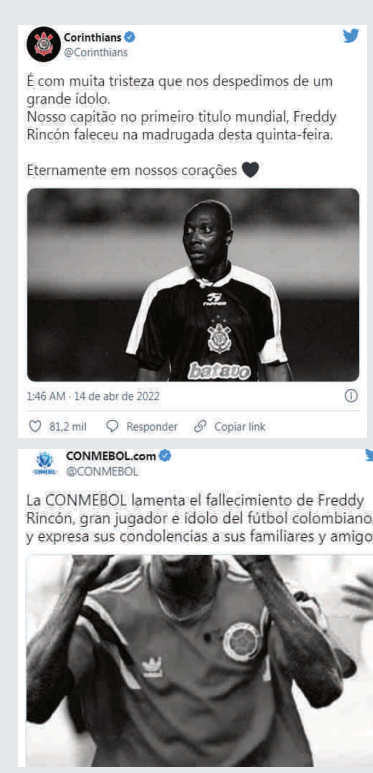 Corinthians
@Corinthians
É com muita tristeza que nos despedimos de um
grande ídolo.
Nosso capitão no primeiro titulo mundial, Freddy
Rincón faleceu na madrugada desta quinta-feira.
Eternamente em nossos corações
batavo
1:46 AM · 14 de abr de 2022
81,2 mil Responder Copiar link
CONMEBOL.com
@CONMEBOL
La CONMEBOL lamenta el fallecimiento de Freddy
Rincón, gran jugador e ídolo del fútbol colombiano,
y expresa sus condolencias a sus familiares y amigo